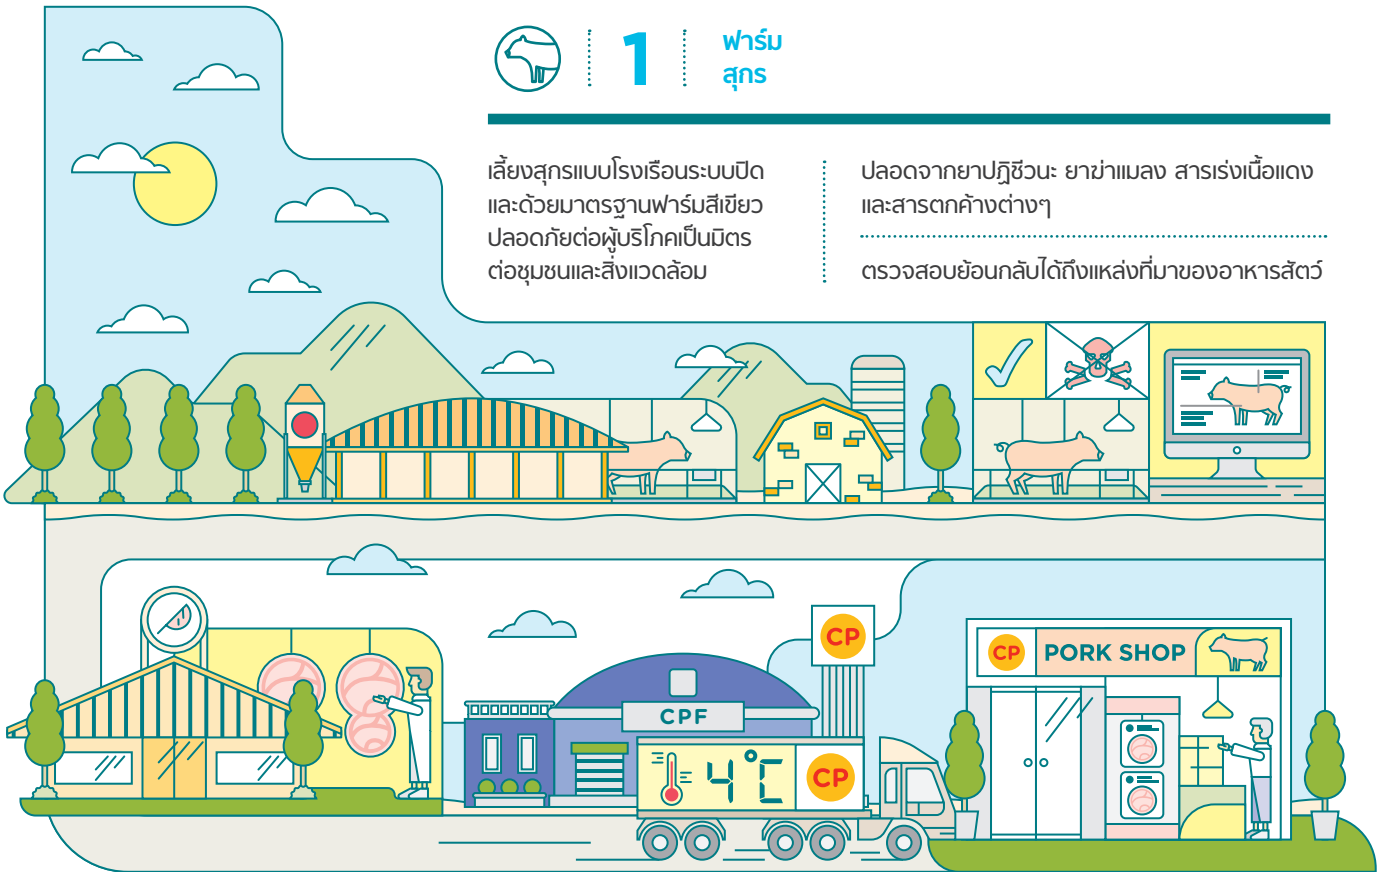 1
ฟาร์ม
สุกร
เลี้ยงสุกรแบบโรงเรือนระบบปิด
และด้วยมาตรฐานฟาร์มสีเขียว
ปลอดภัยต่อผู้บริโภคเป็นมิตร
ต่อชุมชนและสิ่งแวดล้อม
ปลอดจากยาปฏิชีวนะ ยาฆ่าแมลง สารเร่งเนื้อแดง
และสารตกค้างต่างๆ
ตรวจสอบย้อนกลับได้ถึงแหล่งที่มาของอาหารสัตว์
CP
CP PORK SHOP
CPF
4°C
CP